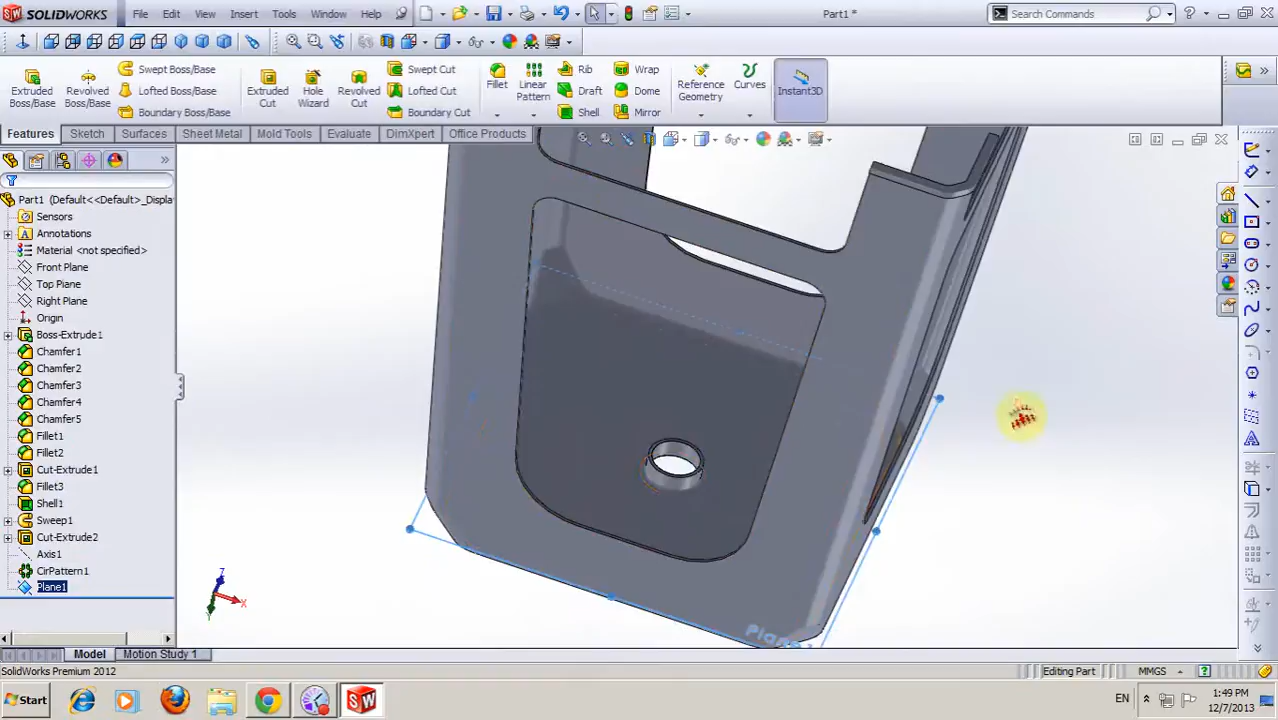 SOLIDWORKS File Edit View Insert Tools Window Help Part1 * Search Commands
Extruded Boss/Base Revolved Boss/Base Swept Boss/Base Lofted Boss/Base Boundary Boss/Base Extruded Cut Hole Wizard Revolved Cut Swept Cut Lofted Cut Boundary Cut Fillet Linear Pattern Rib Draft Shell Wrap Dome Mirror Reference Geometry Curves Instant3D
Features Sketch Surfaces Sheet Metal Mold Tools Evaluate DimXpert Office Products
Part1 (Default<<Default>_Displa
Sensors
Annotations
Material <not specified>
Front Plane
Top Plane
Right Plane
Origin
Boss-Extrude1
Chamfer1
Chamfer2
Chamfer3
Chamfer4
Chamfer5
Fillet1
Fillet2
Cut-Extrude1
Fillet3
Shell1
Sweep1
Cut-Extrude2
Axis1
CirPattern1
Plane1
Z
X
Y
Model Motion Study 1
SolidWorks Premium 2012 Editing Part MMGS
Start EN 1:49 PM
12/7/2013